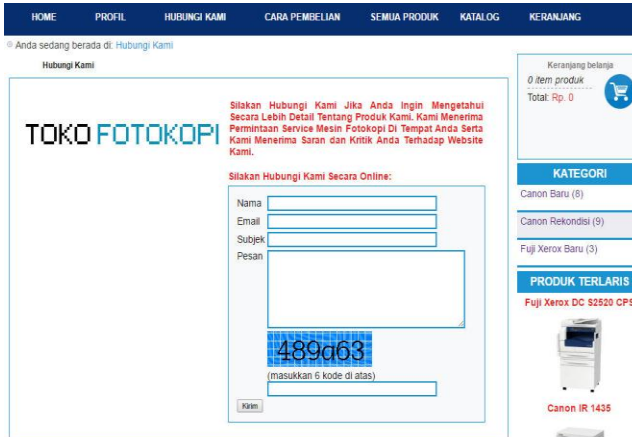 HOME PROFIL HUBUNGI KAMI CARA PEMBELIAN SEMUA PRODUK KATALOG KERANJANG
Anda sedang berada di: Hubungi Kami
Hubungi Kami
TOKO FOTOKOPI
Silakan Hubungi Kami Jika Anda Ingin Mengetahui
Secara Lebih Detail Tentang Produk Kami. Kami Menerima
Permintaan Service Mesin Fotokopi Di Tempat Anda Serta
Kami Menerima Saran dan Kritik Anda Terhadap Website
Kami.
Silakan Hubungi Kami Secara Online:
Nama
Email
Subjek
Pesan
489a63
(masukkan 6 kode di atas)
Kirim
Keranjang belanja
0 item produk
Total: Rp. 0
KATEGORI
Canon Baru (8)
Canon Rekondisi (9)
Fuji Xerox Baru (3)
PRODUK TERLARIS
Fuji Xerox DC S2520 CPS
Canon IR 1435